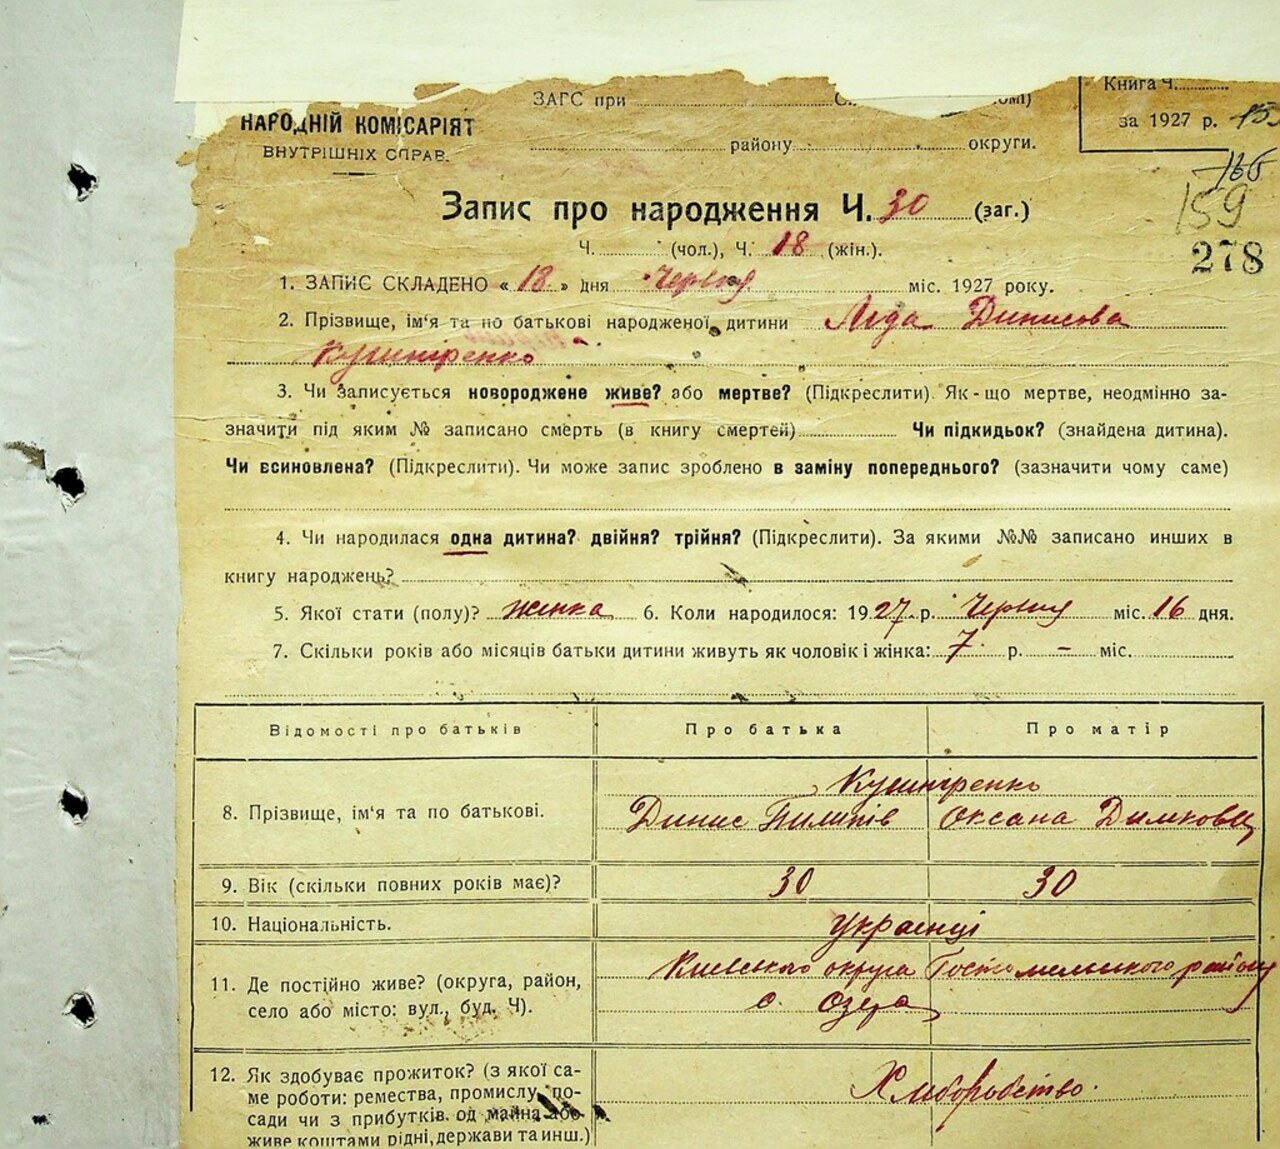 ЗАГС при
Книга Ч.
НАРОДНІЙ КОМІСАРІЯТ
за 1927 р.
ВНУТРІШНІХ СПРАВ.
району округи.
159
Запис про народження Ч. 30 (заг.)
Ч. (чол.), Ч. 18 (жін.).
278
1. ЗАПИС СКЛАДЕНО « 18 » дня Червня міс. 1927 року.
2. Прізвище, ім'я та по батькові народженої дитини Ліда Денисова
Кушніренко
3. Чи записується новороджене живе? або мертве? (Підкреслити). Як-що мертве, неодмінно за-
значити під яким № записано смерть (в книгу смертей) Чи підкидьок? (знайдена дитина).
Чи всиновлена? (Підкреслити). Чи може запис зроблено в заміну попереднього? (зазначити чому саме)
4. Чи народилася одна дитина? двійня? трійня? (Підкреслити). За якими №№ записано инших в
книгу народжень?
5. Якої стати (полу)? женка 6. Коли народилося: 1927 р. Червня міс. 16 дня.
7. Скільки років або місяців батьки дитини живуть як чоловік і жінка: 7 р. – міс.
Відомості про батьків Про батька Про матір
Кушніренко
8. Прізвище, ім'я та по батькові. Динис Пилипів Оксана
9. Вік (скільки повних років має)? 30 30
10. Національність. Украенці
11. Де постійно живе? (округа, район, Киевського округа Гостомельського району
село або місто: вул., буд. Ч). с. Озера
12. Як здобуває прожиток? (з якої са- Хліборобство.
ме роботи: ремества, промислу, по-
сади чи з прибутків од майна або
живе коштами рідні, держави та инш.)